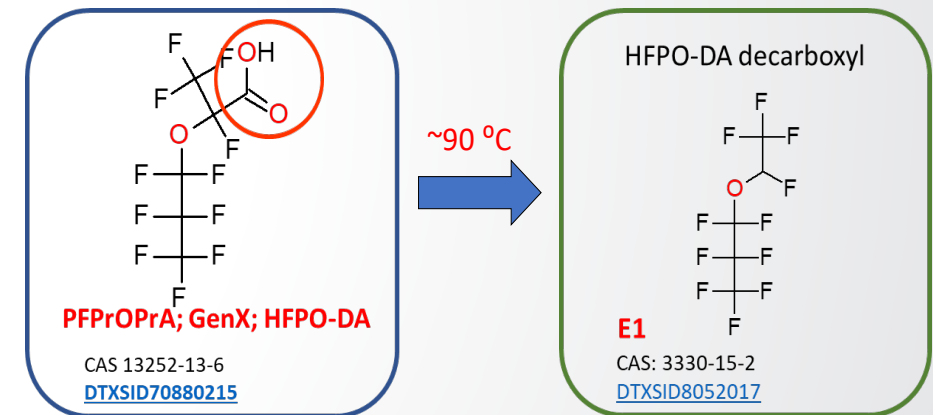 F
F OH
F
O
F
O
F F
F F
F F
F
PFPrOPrA; GenX; HFPO-DA
CAS 13252-13-6
DTXSID70880215
~90 ⁰C
HFPO-DA decarboxyl
F
F F
O F
F F
F F
F F
F
E1
CAS: 3330-15-2
DTXSID8052017